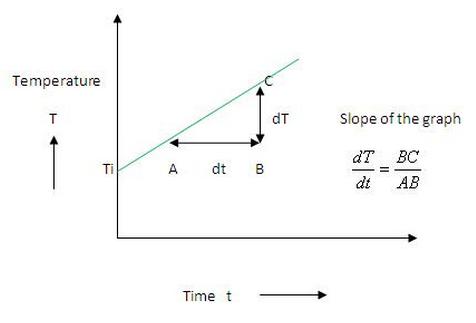 Temperature
T
Ti
A
dt
B
C
dT
Slope of the graph
dT/dt = BC/AB
Time t